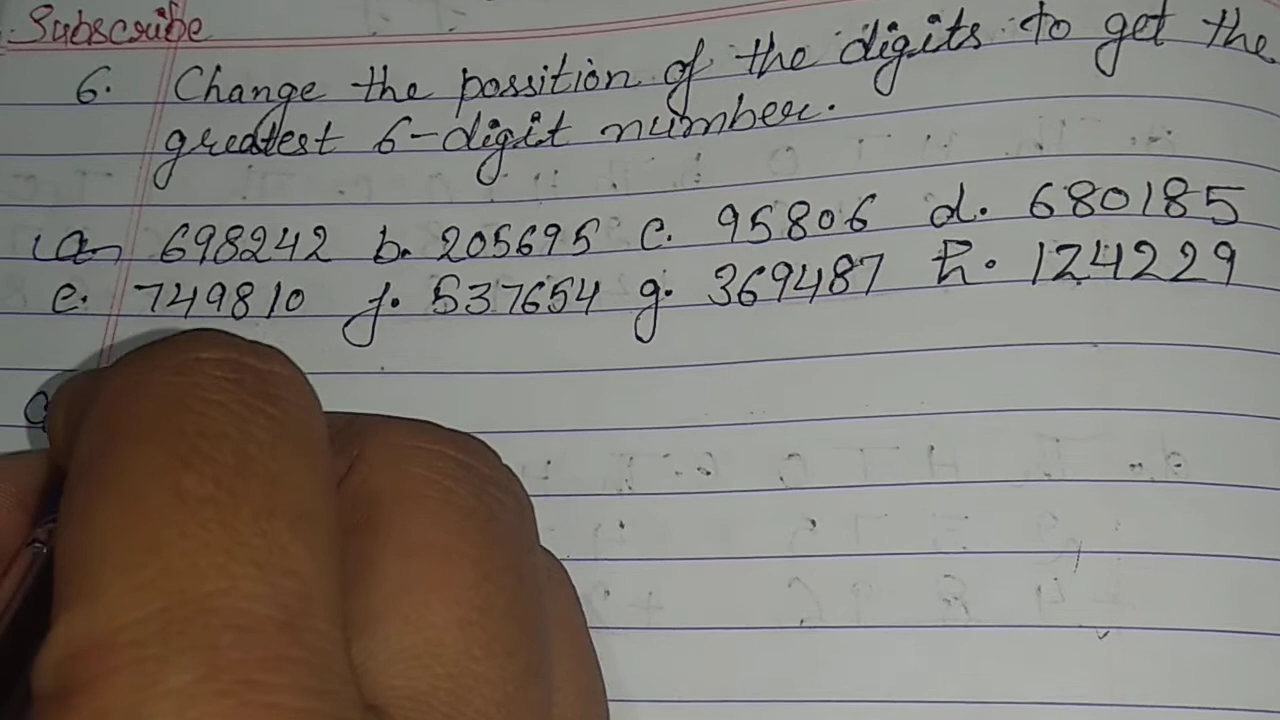 Subscribe
6. Change the possition of the digits to get the
greatest 6-digit number.
a 698242 b. 205695 c. 95806 d. 680185
e. 749810 f. 537654 g. 369487 h. 124229
a